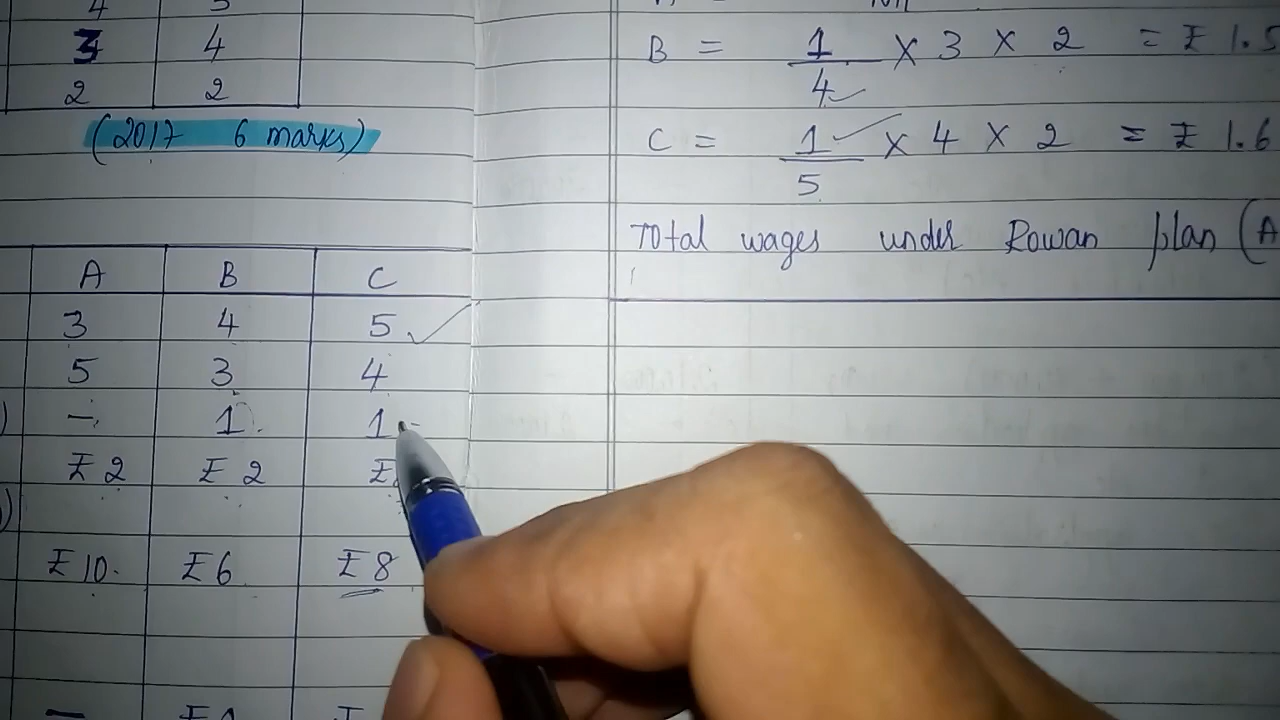 4 5
3 4
2 2
(2017 6 marks)
A B C
3 4 5
5 3 4
- 1 1
₹2 ₹2 ₹
₹10 ₹6 ₹8
Nil
B = 1/4 X 3 X 2 = ₹ 1.5
C = 1/5 X 4 X 2 = ₹ 1.6
Total wages under Rowan plan (A